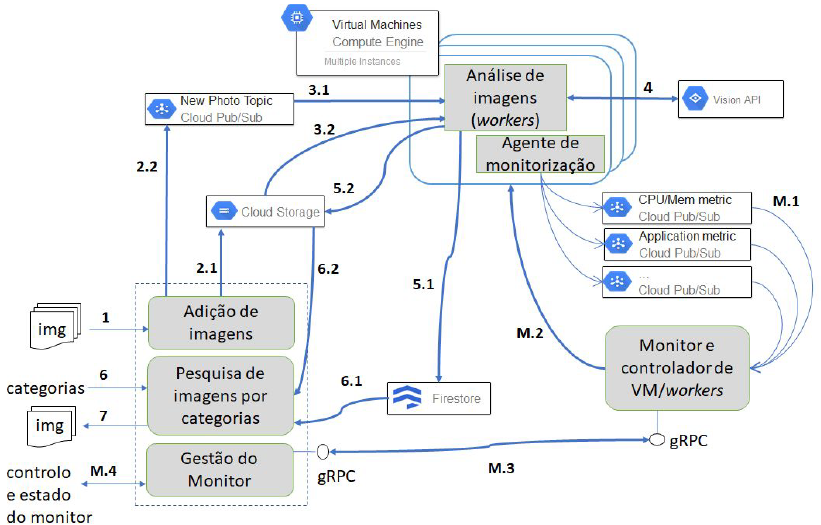 Virtual Machines
Compute Engine
Multiple Instances
Análise de
imagens
(workers)
4
Vision API
New Photo Topic
Cloud Pub/Sub
3.1
3.2
Agente de
monitorização
2.2
5.2
Cloud Storage
CPU/Mem metric
Cloud Pub/Sub
M.1
Application metric
Cloud Pub/Sub
...
Cloud Pub/Sub
2.1
6.2
5.1
M.2
img
1
Adição de
imagens
Monitor e
controlador de
VM/workers
categorias
6
Pesquisa de
imagens por
categorias
6.1
Firestore
img
7
gRPC
controlo
e estado
do monitor
M.4
Gestão do
Monitor
gRPC
M.3